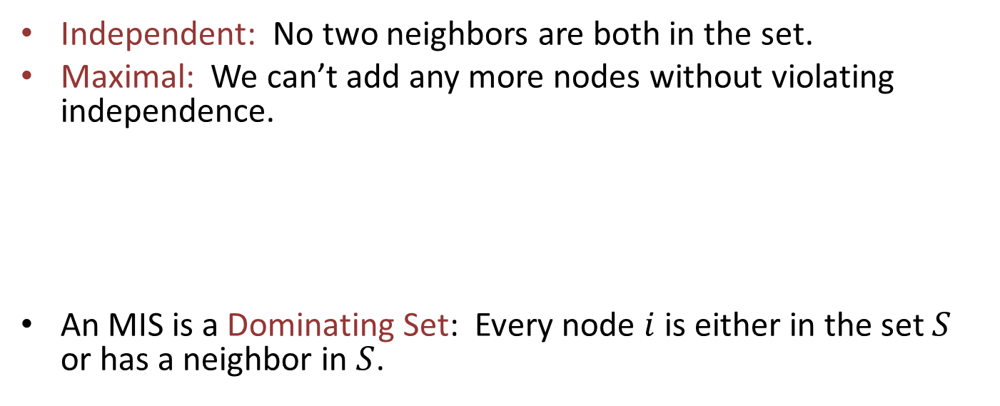 • Independent: No two neighbors are both in the set.
• Maximal: We can’t add any more nodes without violating
independence.
• An MIS is a Dominating Set: Every node i is either in the set S
or has a neighbor in S.